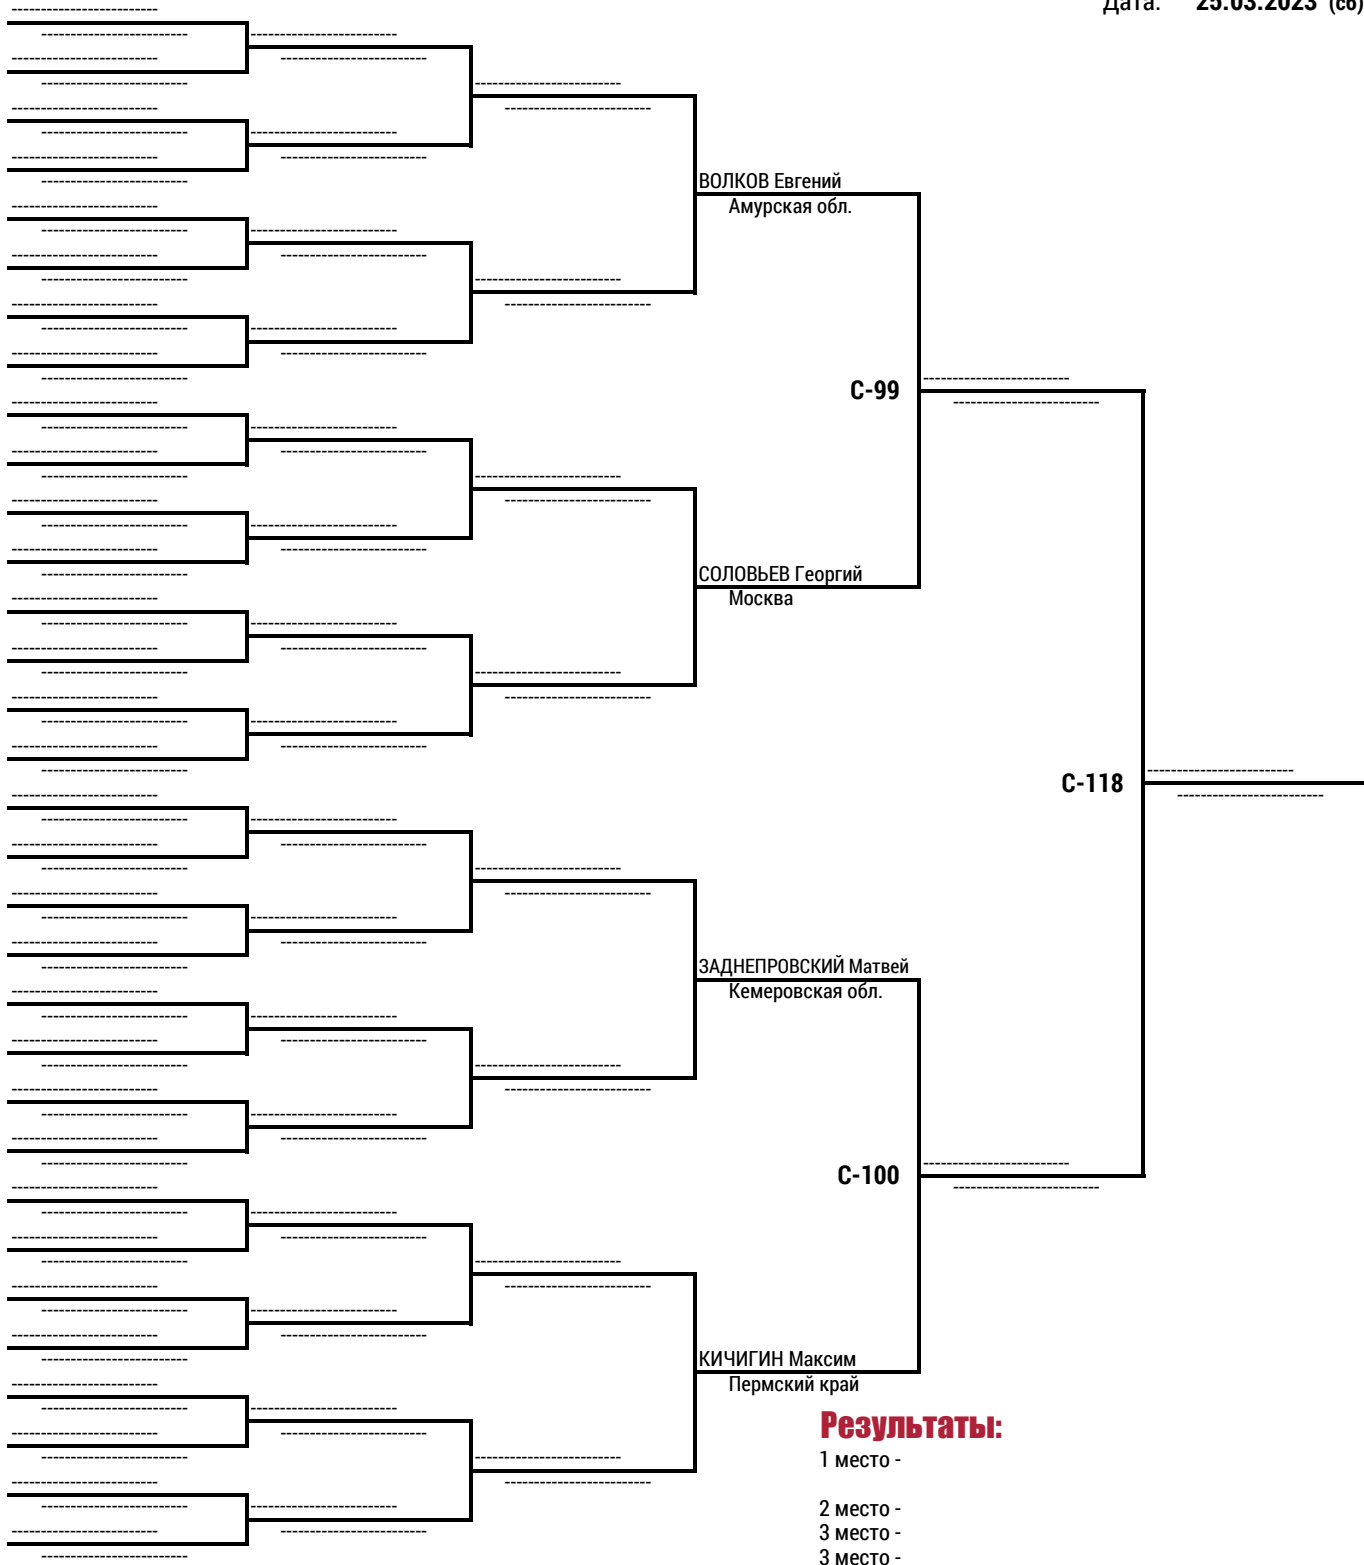 Дата: 25.03.2023 (сб)
ВОЛКОВ Евгений
Амурская обл.
С-99
СОЛОВЬЕВ Георгий
Москва
С-118
ЗАДНЕПРОВСКИЙ Матвей
Кемеровская обл.
С-100
КИЧИГИН Максим
Пермский край
Результаты:
1 место -
2 место -
3 место -
3 место -